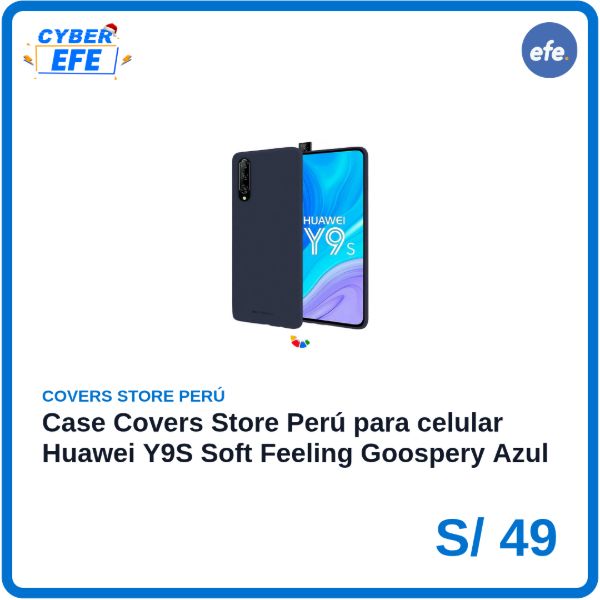 CYBER
EFE
efe.
HUAWEI
Y9s
COVERS STORE PERÚ
Case Covers Store Perú para celular
Huawei Y9S Soft Feeling Goospery Azul
S/ 49